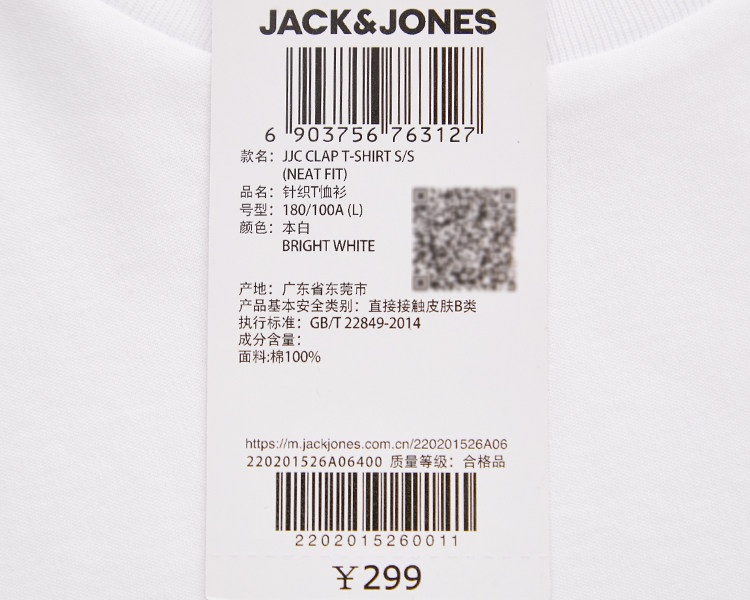 JACK&JONES
6 903756 763127
款名：JJC CLAP T-SHIRT S/S
(NEAT FIT)
品名：针织T恤衫
号型：180/100A (L)
颜色：本白
BRIGHT WHITE
产地：广东省东莞市
产品基本安全类别：直接接触皮肤B类
执行标准：GB/T 22849-2014
成分含量：
面料:棉100%
https://m.jackjones.com.cn/220201526A06
220201526A06400 质量等级：合格品
2202015260011
￥299